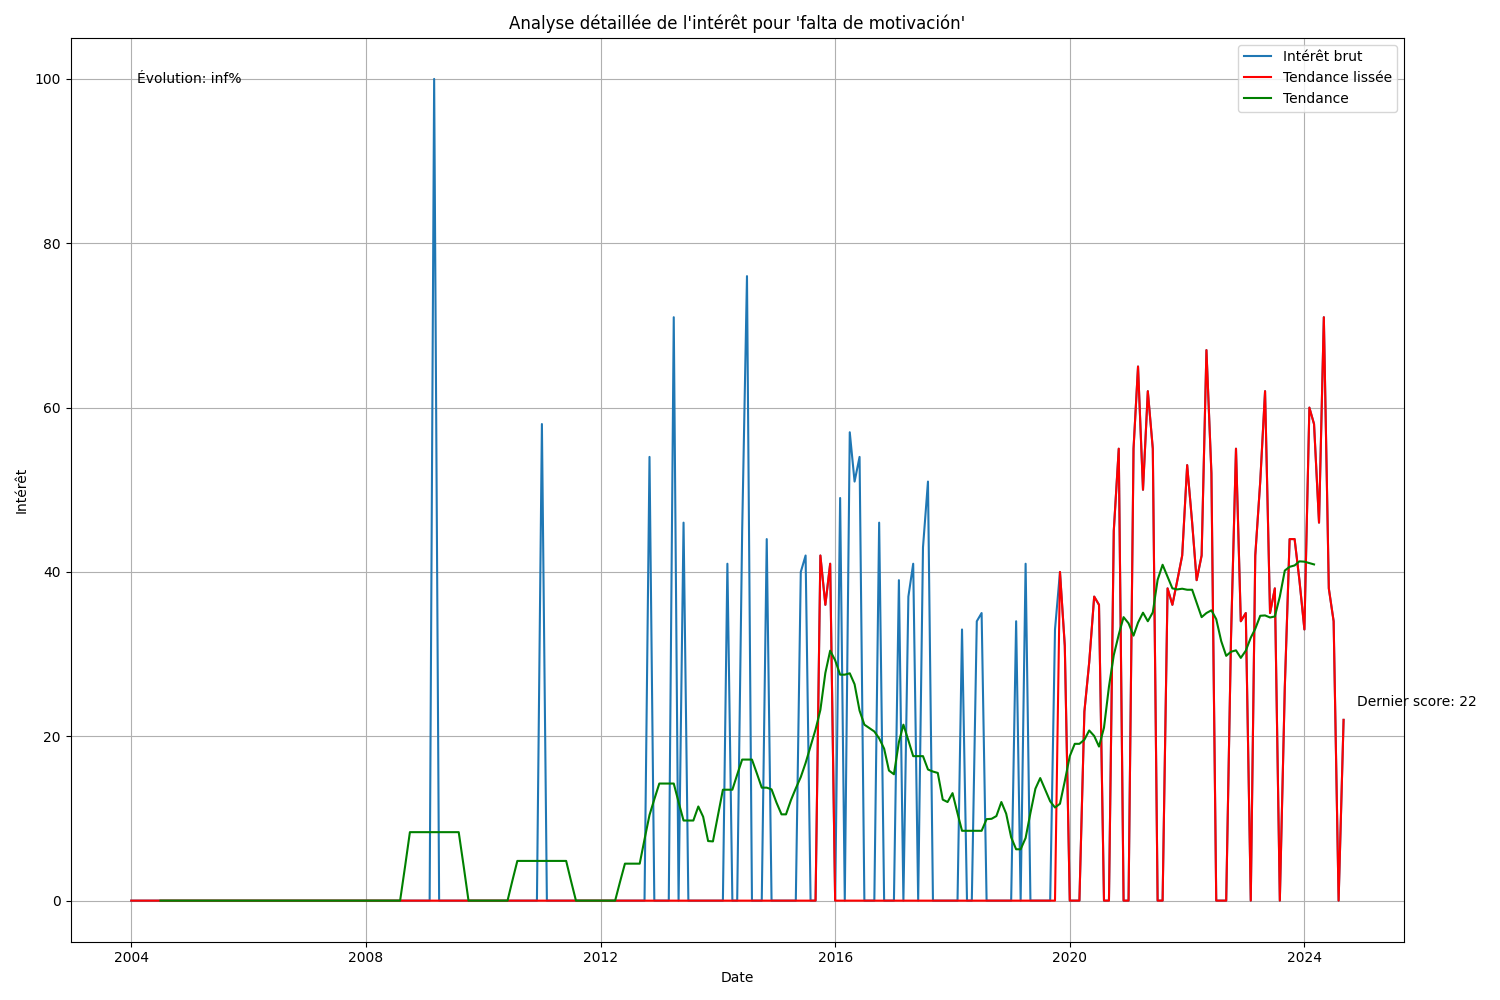 Analyse détaillée de l'intérêt pour 'falta de motivación'
Évolution: inf%
Intérêt brut
Tendance lissée
Tendance
100
80
60
40
20
0
Intérêt
Dernier score: 22
2004
2008
2012
2016
2020
2024
Date